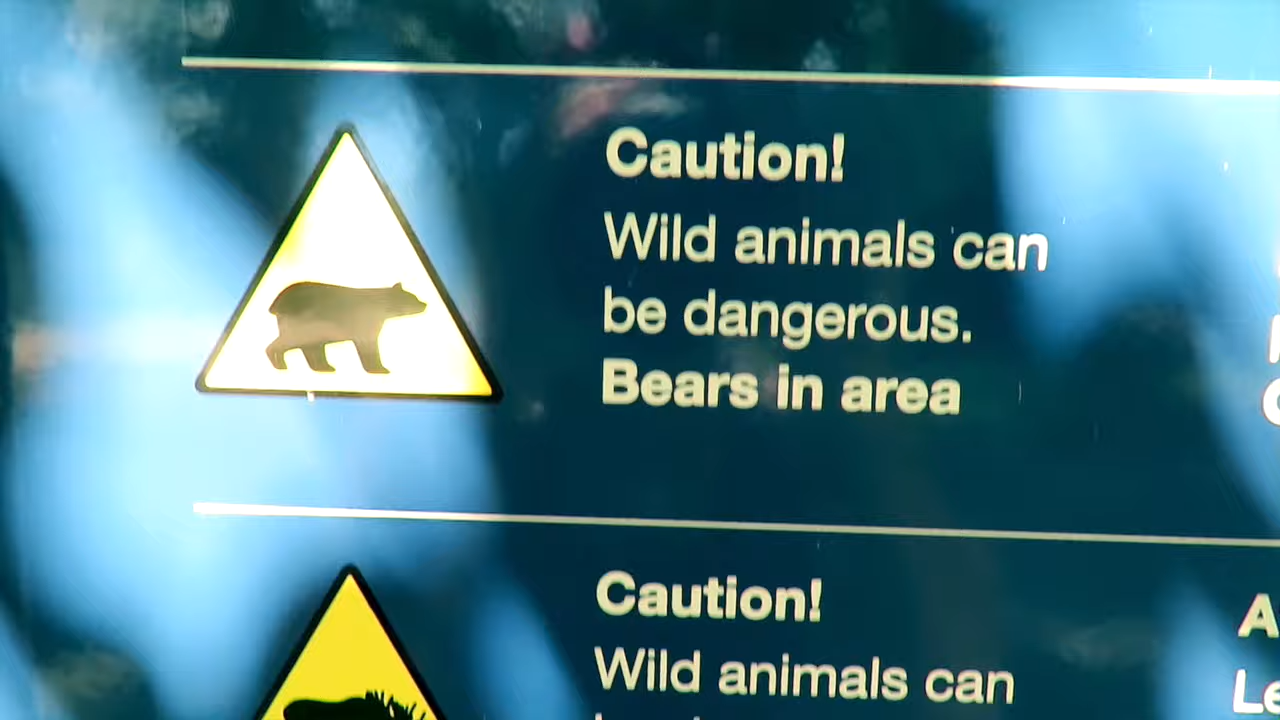 Caution!
Wild animals can
be dangerous.
Bears in area
Caution!
Wild animals can